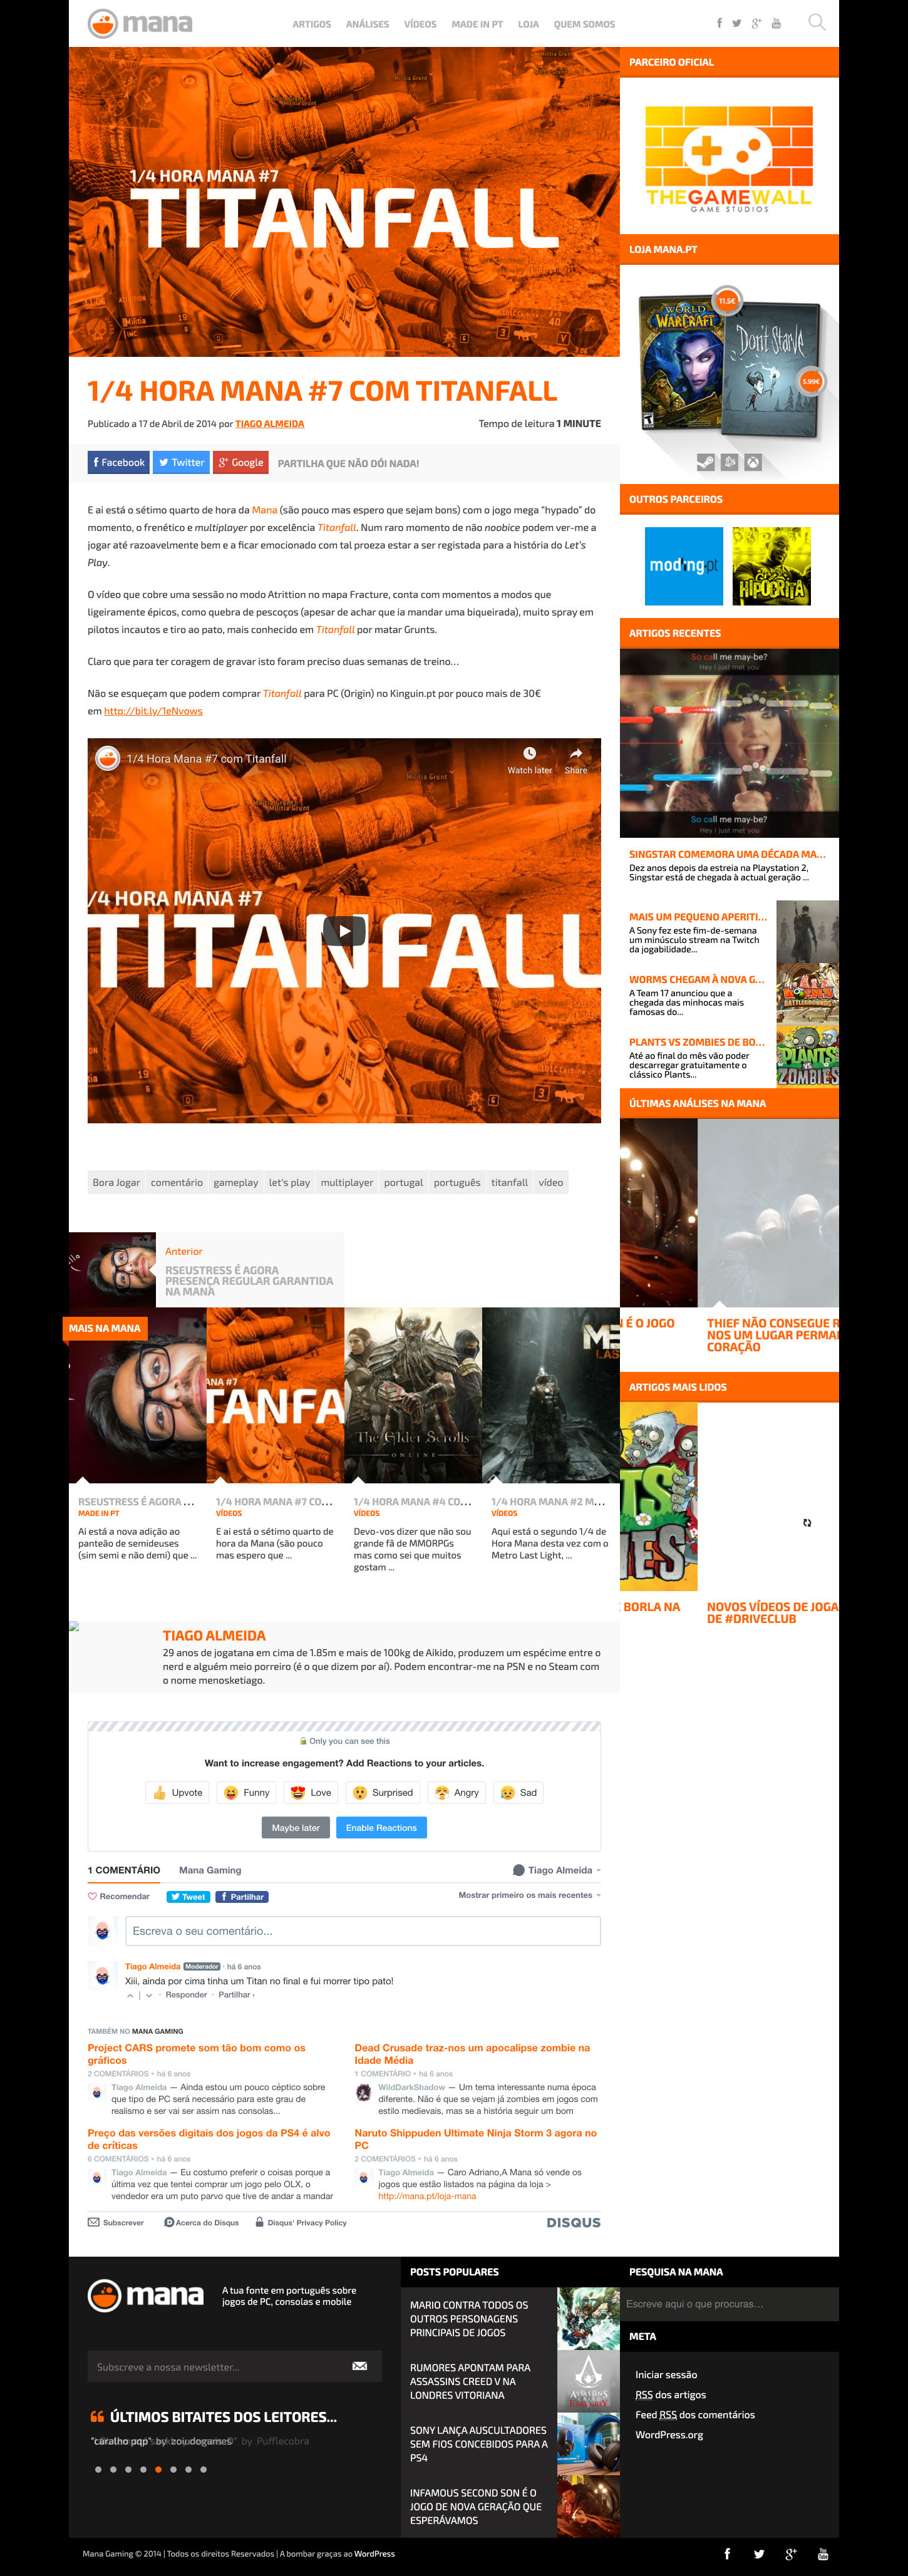 mana
ARTIGOS ANÁLISES VÍDEOS MADE IN PT LOJA QUEM SOMOS
Militia Grunt
1/4 HORA MANA #7
TITANFALL
1/4 HORA MANA #7 COM TITANFALL
Publicado a 17 de Abril de 2014 por TIAGO ALMEIDA
Tempo de leitura 1 MINUTE
Facebook Twitter Google PARTILHA QUE NÃO DÓI NADA!
E ai está o sétimo quarto de hora da Mana (são pouco mas espero que sejam bons) com o jogo mega “hypado” do
momento, o frenético e multiplayer por excelência Titanfall. Num raro momento de não noobice podem ver-me a
jogar até razoavelmente bem e a ficar emocionado com tal proeza estar a ser registada para a história do Let’s
Play.
O vídeo que cobre uma sessão no modo Atrittion no mapa Fracture, conta com momentos a modos que
ligeiramente épicos, como quebra de pescoços (apesar de achar que ia mandar uma biqueirada), muito spray em
pilotos incautos e tiro ao pato, mais conhecido em Titanfall por matar Grunts.
Claro que para ter coragem de gravar isto foram preciso duas semanas de treino…
Não se esqueçam que podem comprar Titanfall para PC (Origin) no Kinguin.pt por pouco mais de 30€
em http://bit.ly/1eNvows
1/4 Hora Mana #7 com Titanfall
Watch later Share
Militia Grunt
/4 HORA MANA #7
TITANFALL
Bora Jogar comentário gameplay let's play multiplayer portugal português titanfall vídeo
Anterior
RSEUSTRESS É AGORA
PRESENÇA REGULAR GARANTIDA
NA MANA
MAIS NA MANA
The Elder Scrolls
ONLINE
RSEUSTRESS É AGORA ...
MADE IN PT
Ai está a nova adição ao
panteão de semideuses
(sim semi e não demi) que ...
1/4 HORA MANA #7 CO...
VÍDEOS
E ai está o sétimo quarto de
hora da Mana (são pouco
mas espero que ...
1/4 HORA MANA #4 CO...
VÍDEOS
Devo-vos dizer que não sou
grande fã de MMORPGs
mas como sei que muitos
gostam ...
1/4 HORA MANA #2 M...
VÍDEOS
Aqui está o segundo 1/4 de
Hora Mana desta vez com o
Metro Last Light, ...
TIAGO ALMEIDA
29 anos de jogatana em cima de 1.85m e mais de 100kg de Aikido, produzem um espécime entre o
nerd e alguém meio porreiro (é o que dizem por aí). Podem encontrar-me na PSN e no Steam com
o nome menosketiago.
Only you can see this
Want to increase engagement? Add Reactions to your articles.
Upvote Funny Love Surprised Angry Sad
Maybe later Enable Reactions
1 COMENTÁRIO Mana Gaming Tiago Almeida
Recomendar Tweet Partilhar Mostrar primeiro os mais recentes
Escreva o seu comentário...
Tiago Almeida Moderador · há 6 anos
Xiii, ainda por cima tinha um Titan no final e fui morrer tipo pato!
Responder · Partilhar ›
TAMBÉM NO MANA GAMING
Project CARS promete som tão bom como os
gráficos
2 COMENTÁRIOS • há 6 anos
Tiago Almeida — Ainda estou um pouco céptico sobre
que tipo de PC será necessário para este grau de
realismo e ser vai ser assim nas consolas...
Dead Crusade traz-nos um apocalipse zombie na
Idade Média
1 COMENTÁRIO • há 6 anos
WildDarkShadow — Um tema interessante numa época
diferente. Não é que se vejam já zombies em jogos com
estilo medievais, mas se a história seguir um bom
Preço das versões digitais dos jogos da PS4 é alvo
de críticas
6 COMENTÁRIOS • há 6 anos
Tiago Almeida — Eu costumo preferir o coisas porque a
última vez que tentei comprar um jogo pelo OLX, o
vendedor era um puto parvo que tive de andar a mandar
Naruto Shippuden Ultimate Ninja Storm 3 agora no
PC
2 COMENTÁRIOS • há 6 anos
Tiago Almeida — Caro Adriano,A Mana só vende os
jogos que estão listados na página da loja >
http://mana.pt/loja-mana
Subscrever Acerca do Disqus Disqus' Privacy Policy DISQUS
PARCEIRO OFICIAL
THEGAMEWALL
GAME STUDIOS
LOJA MANA.PT
11.5€
WORLD
WARCRAFT
Don't Starve
5.99€
OUTROS PARCEIROS
moding.pt
HIPOCRITA
ARTIGOS RECENTES
So call me may-be?
Hey I just met you
So call me may-be?
Hey I just met you
SINGSTAR COMEMORA UMA DÉCADA MA...
Dez anos depois da estreia na Playstation 2,
Singstar está de chegada à actual geração ...
MAIS UM PEQUENO APERITI...
A Sony fez este fim-de-semana
um minúsculo stream na Twitch
da jogabilidade...
WORMS CHEGAM À NOVA G...
A Team 17 anunciou que a
chegada das minhocas mais
famosas do...
WORMS
BATTLEGROUNDS
PLANTS VS ZOMBIES DE BO...
Até ao final do mês vão poder
descarregar gratuitamente o
clássico Plants...
PLANTS
VS.
ZOMBIES
ÚLTIMAS ANÁLISES NA MANA
N É O JOGO
THIEF NÃO CONSEGUE R
NOS UM LUGAR PERMA
CORAÇÃO
ARTIGOS MAIS LIDOS
E BORLA NA
NOVOS VÍDEOS DE JOGA
DE #DRIVECLUB
mana
A tua fonte em português sobre
jogos de PC, consolas e mobile
Subscreve a nossa newsletter...
ÚLTIMOS BITAITES DOS LEITORES...
"caralho pqp" by zoiudogames
by Pufflecobra
POSTS POPULARES
MARIO CONTRA TODOS OS
OUTROS PERSONAGENS
PRINCIPAIS DE JOGOS
RUMORES APONTAM PARA
ASSASSINS CREED V NA
LONDRES VITORIANA
SONY LANÇA AUSCULTADORES
SEM FIOS CONCEBIDOS PARA A
PS4
INFAMOUS SECOND SON É O
JOGO DE NOVA GERAÇÃO QUE
ESPERÁVAMOS
PESQUISA NA MANA
Escreve aqui o que procuras...
META
Iniciar sessão
RSS dos artigos
Feed RSS dos comentários
WordPress.org
Mana Gaming © 2014 | Todos os direitos Reservados | A bombar graças ao WordPress